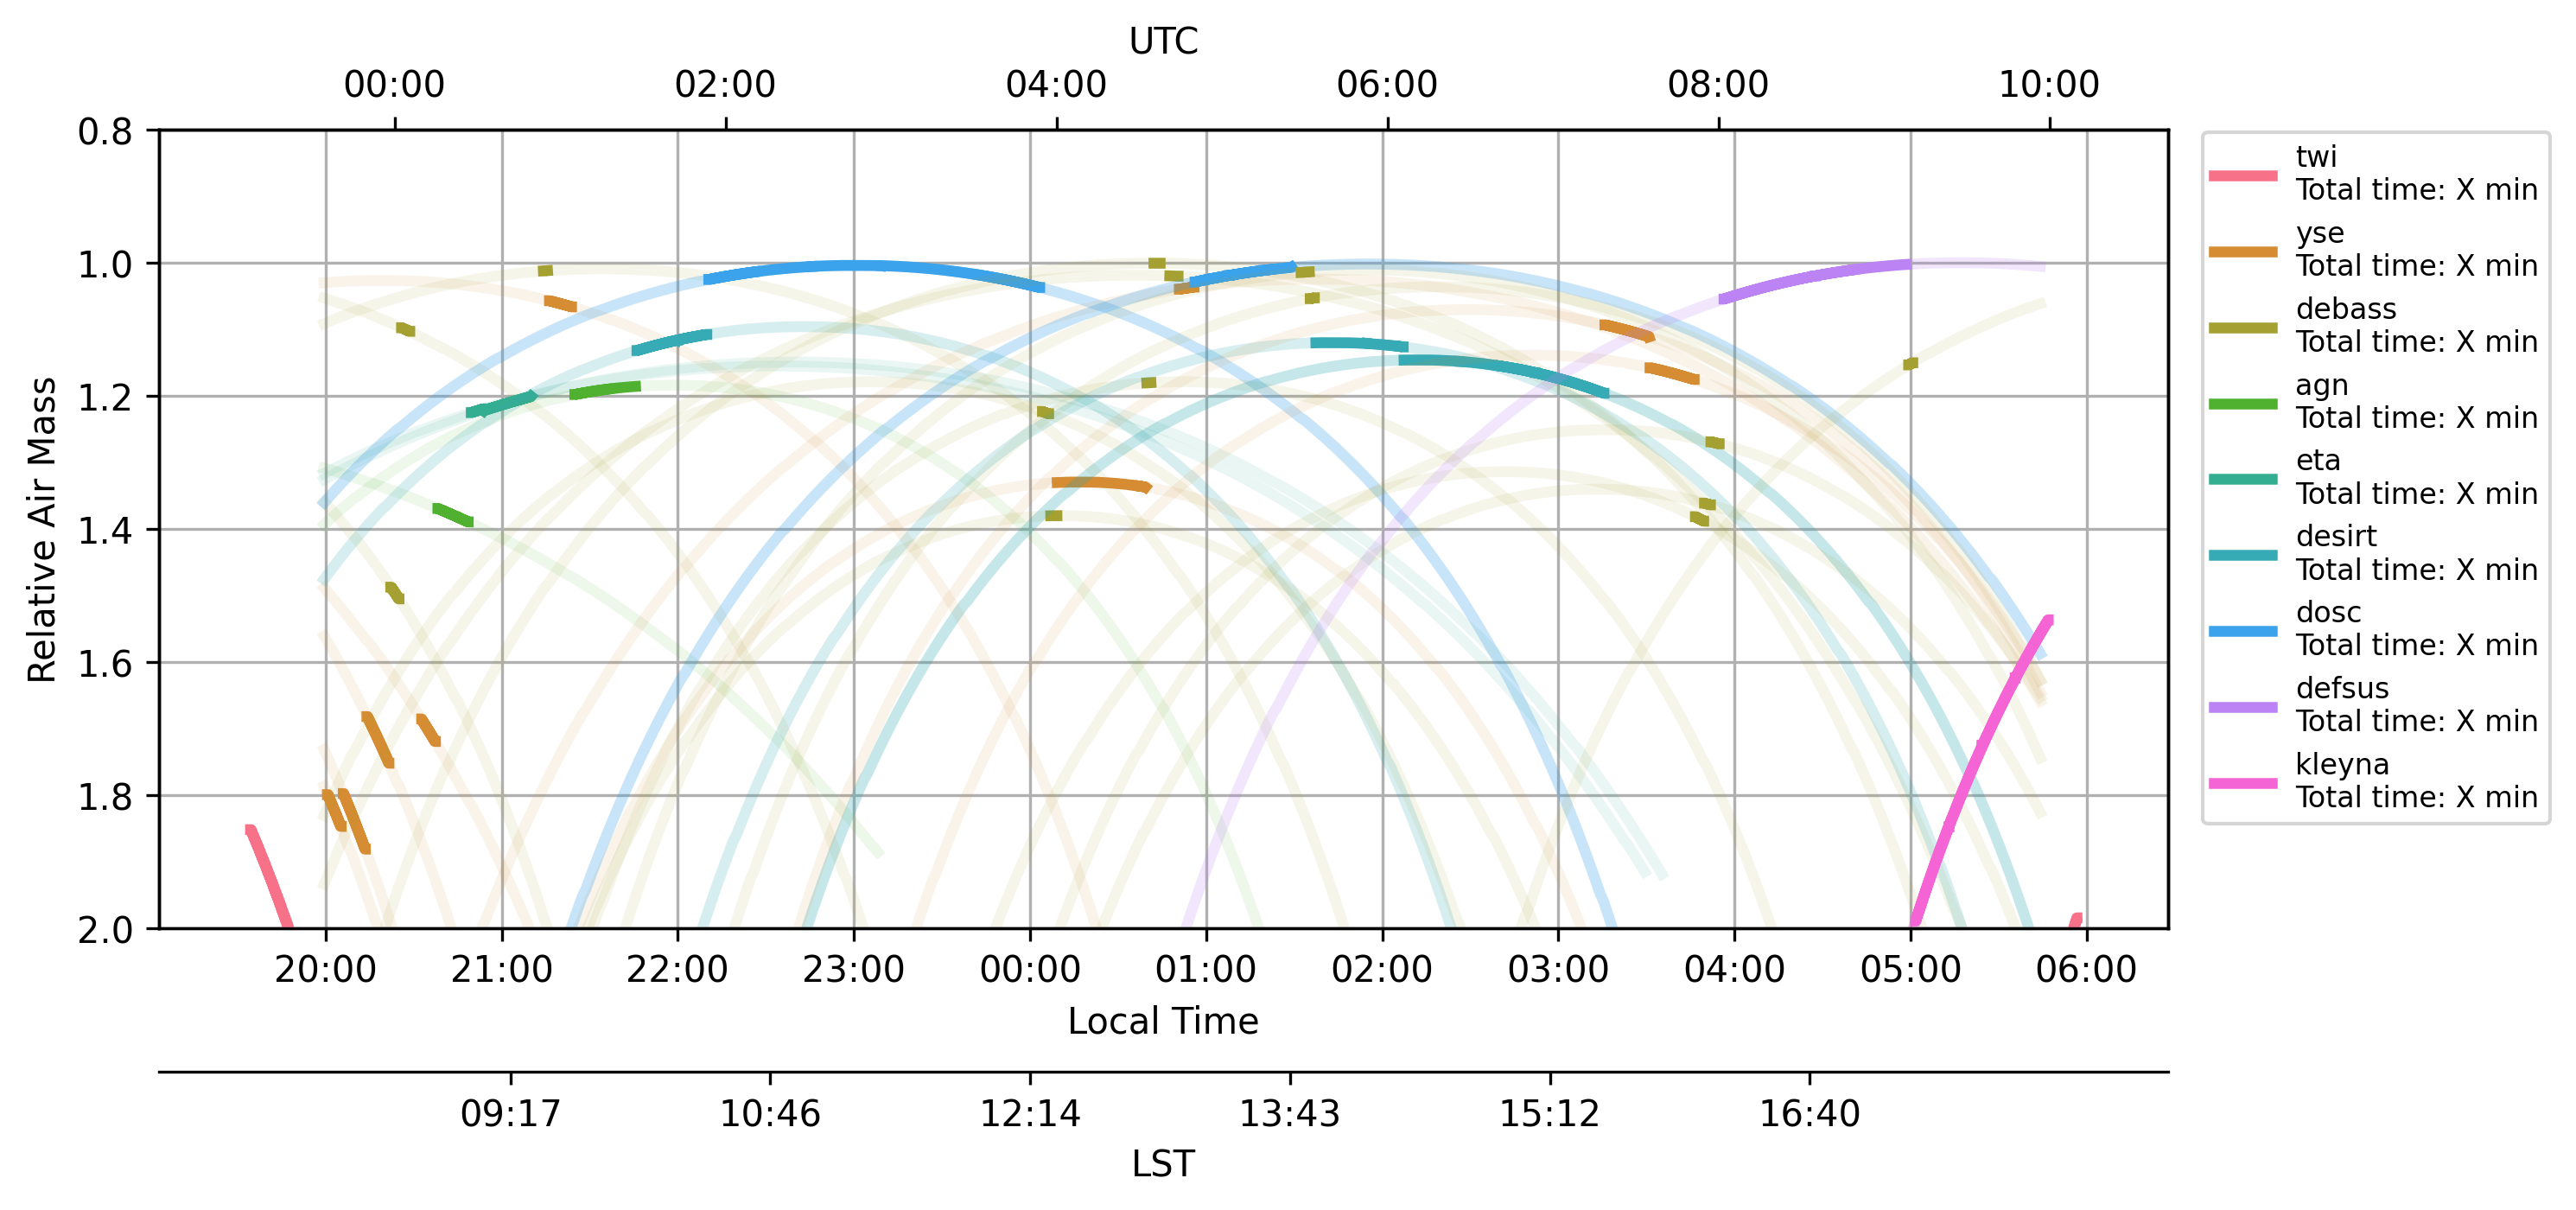 UTC
00:00 02:00 04:00 06:00 08:00 10:00
0.8
1.0
1.2
1.4
1.6
1.8
2.0
Relative Air Mass
20:00 21:00 22:00 23:00 00:00 01:00 02:00 03:00 04:00 05:00 06:00
Local Time
09:17 10:46 12:14 13:43 15:12 16:40
LST
twi
Total time: X min
yse
Total time: X min
debass
Total time: X min
agn
Total time: X min
eta
Total time: X min
desirt
Total time: X min
dosc
Total time: X min
defsus
Total time: X min
kleyna
Total time: X min